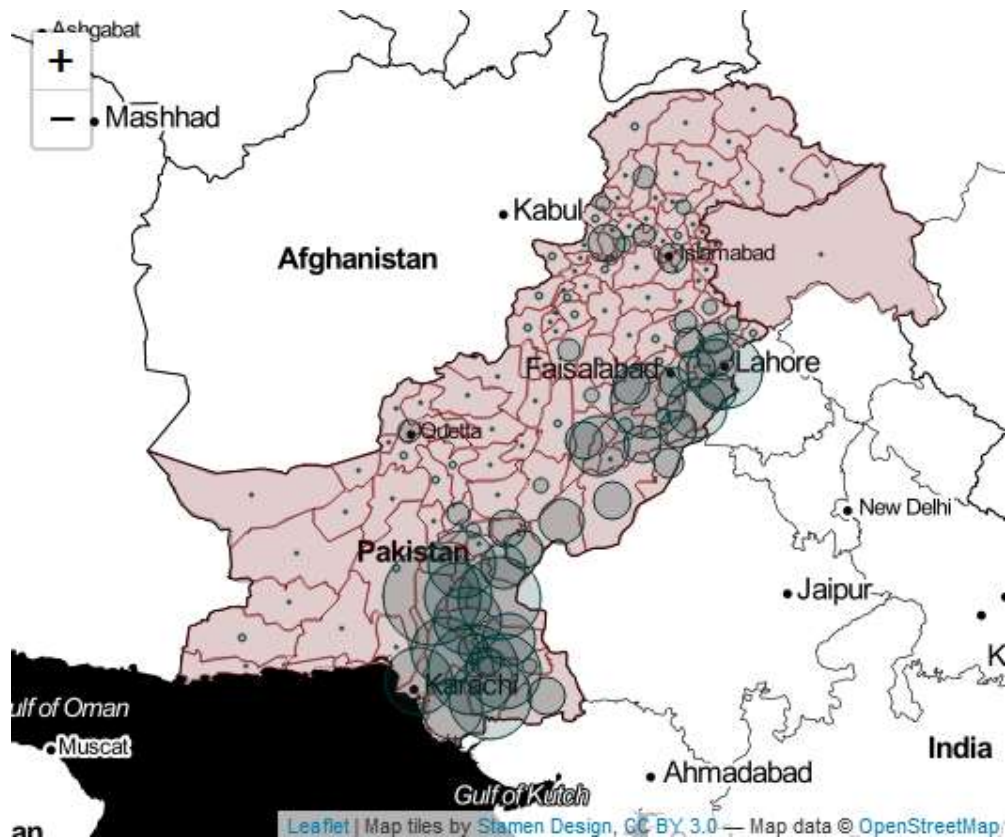 Ashgabat
+
−
Mashhad
Kabul
Afghanistan
Islamabad
Faisalabad
Lahore
Quetta
New Delhi
Pakistan
Jaipur
K
Karachi
ulf of Oman
Muscat
India
Ahmadabad
Gulf of Kutch
an
Leaflet | Map tiles by Stamen Design, CC BY 3.0 — Map data © OpenStreetMap